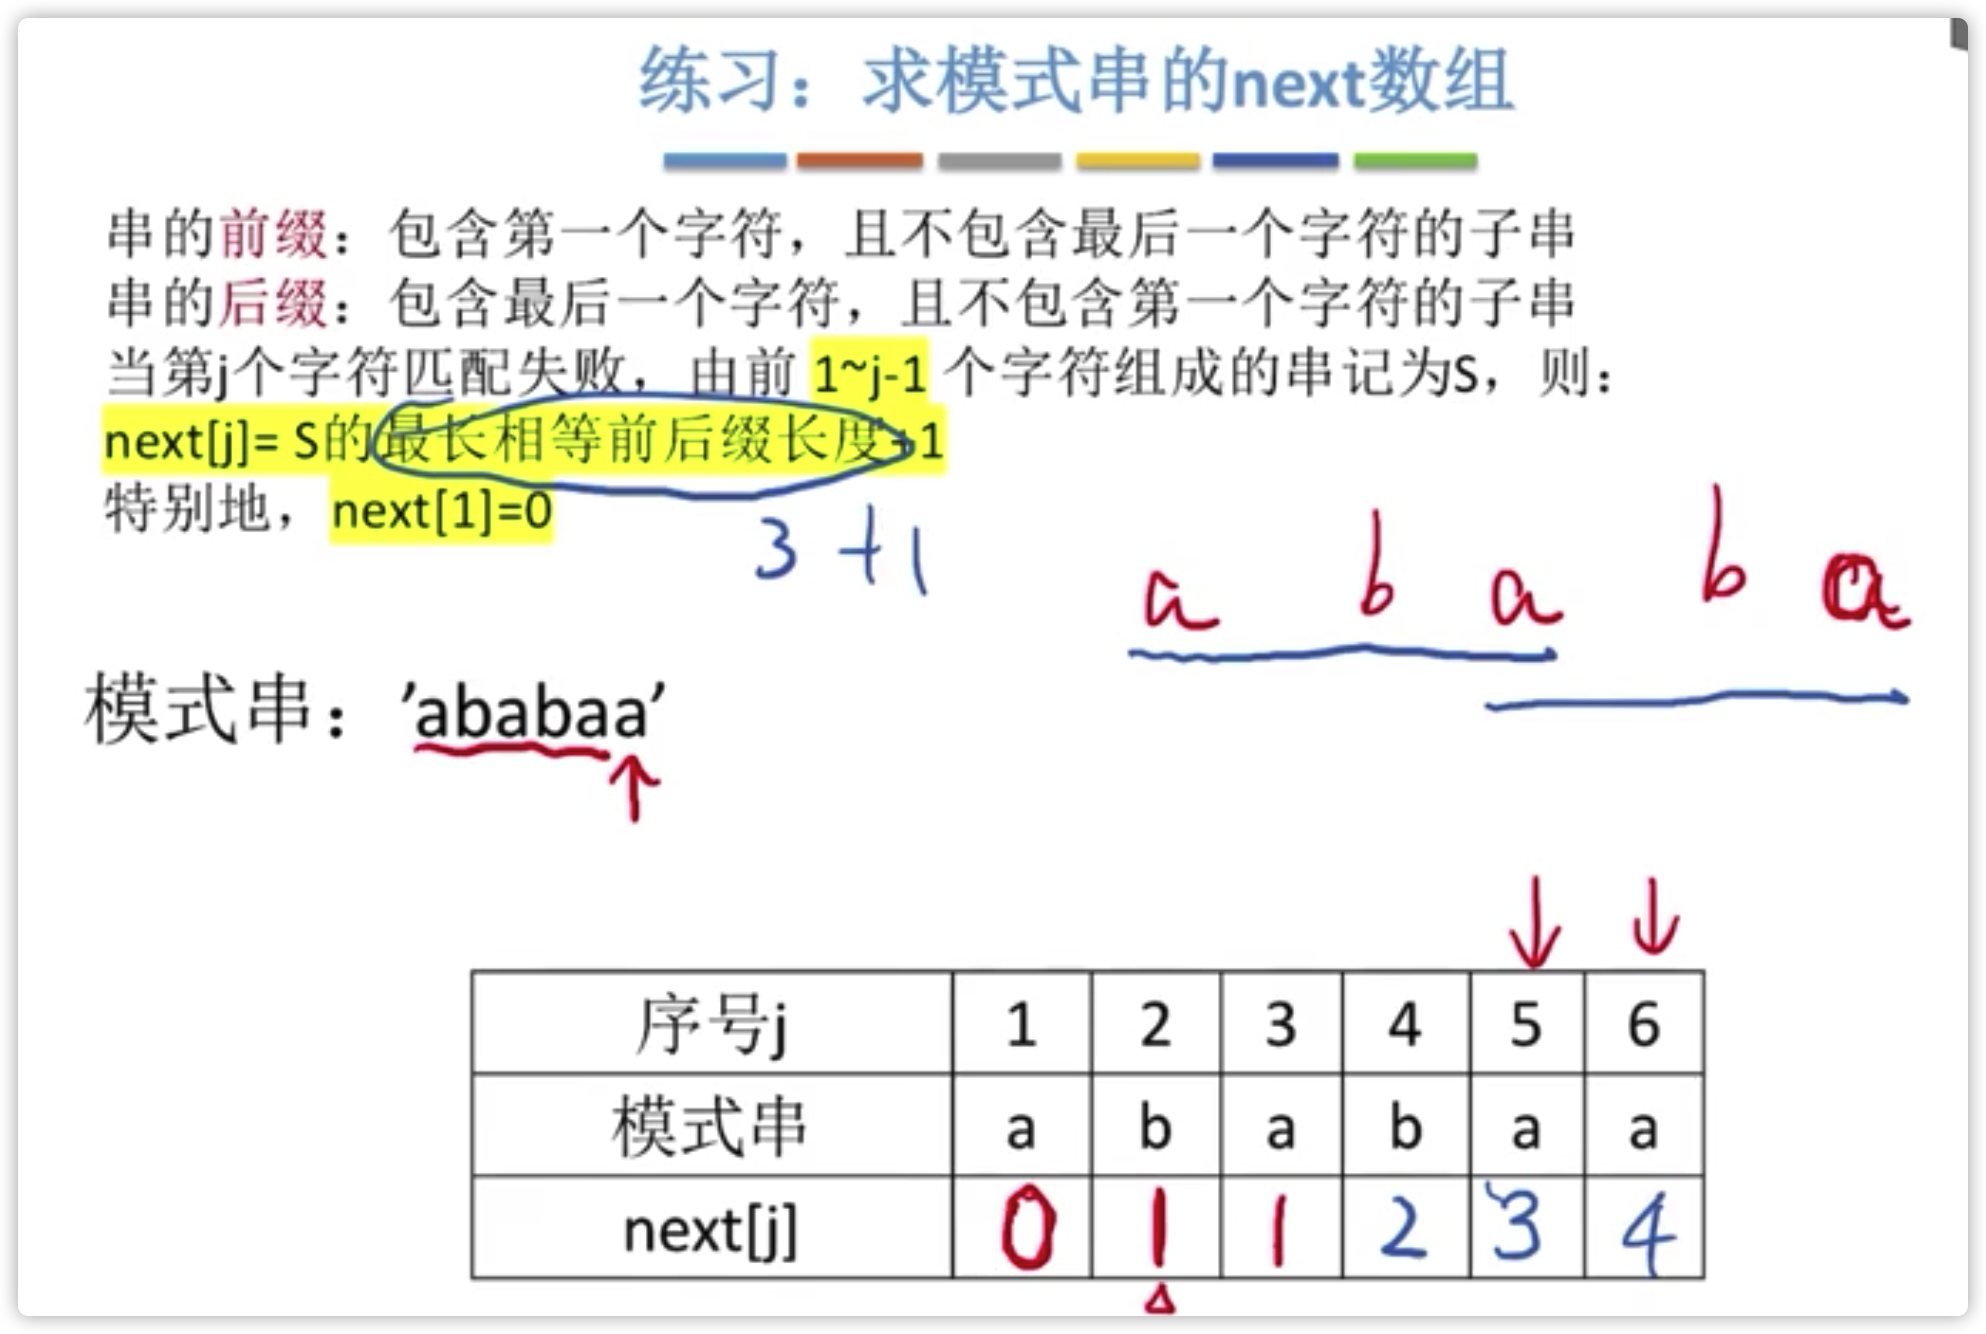 练习：求模式串的next数组
串的前缀：包含第一个字符，且不包含最后一个字符的子串
串的后缀：包含最后一个字符，且不包含第一个字符的子串
当第j个字符匹配失败，由前 1~j-1 个字符组成的串记为S，则：
next[j]= S的最长相等前后缀长度+1
特别地，next[1]=0
3 +1
a b a b a
模式串：’ababaa’
序号j 1 2 3 4 5 6
模式串 a b a b a a
next[j] 0 1 1 2 3 4